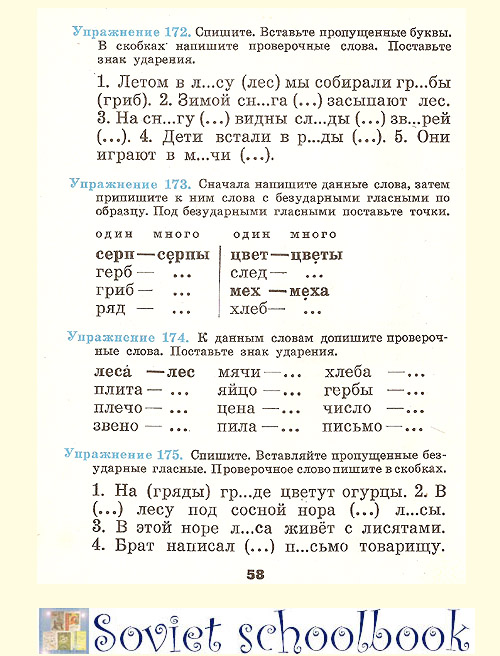 Упражнение 172. Спишите. Вставьте пропущенные буквы.
В скобках напишите проверочные слова. Поставьте
знак ударения.
1. Летом в л...су (лес) мы собирали гр...бы
(гриб). 2. Зимой сн...га (...) засыпают лес.
3. На сн...гу (...) видны сл...ды (...) зв...рей
(...). 4. Дети встали в р...ды (...). 5. Они
играют в м...чи (...).
Упражнение 173. Сначала напишите данные слова, затем
припишите к ним слова с безударными гласными по
образцу. Под безударными гласными поставьте точки.
один много один много
серп—серпы цвет—цветы
герб— ... след— ...
гриб— ... мех —меха
ряд — ... хлеб— ...
Упражнение 174. К данным словам допишите провероч-
ные слова. Поставьте знак ударения.
леса́ —лес мячи—... хлеба —...
плита— ... яйцо —... гербы —...
плечо— ... цена —... число —...
звено — ... пила —... письмо—...
Упражнение 175. Спишите. Вставляйте пропущенные без-
ударные гласные. Проверочное слово пишите в скобках.
1. На (гряды) гр...де цветут огурцы. 2. В
(...) лесу под сосной нора (...) л...сы.
3. В этой норе л...са живёт с лисятами.
4. Брат написал (...) п...сьмо товарищу.
53
Soviet schoolbook